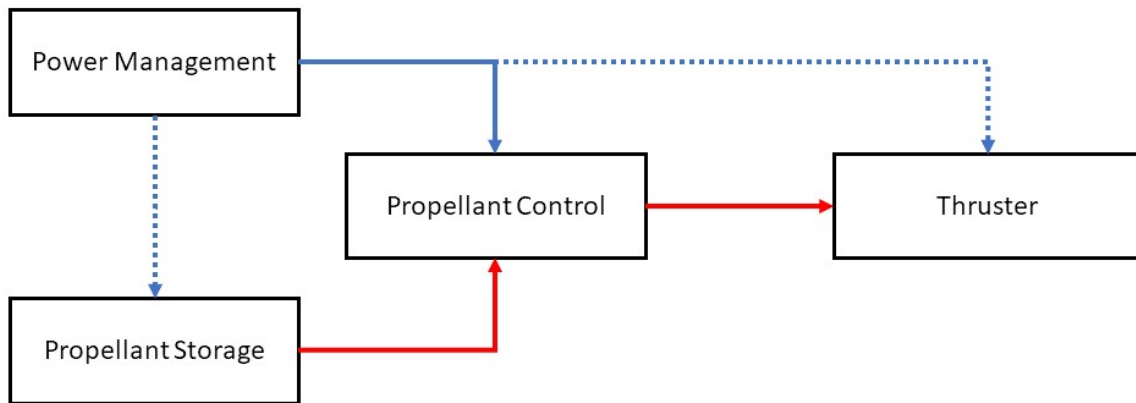 Power Management
Propellant Control
Thruster
Propellant Storage